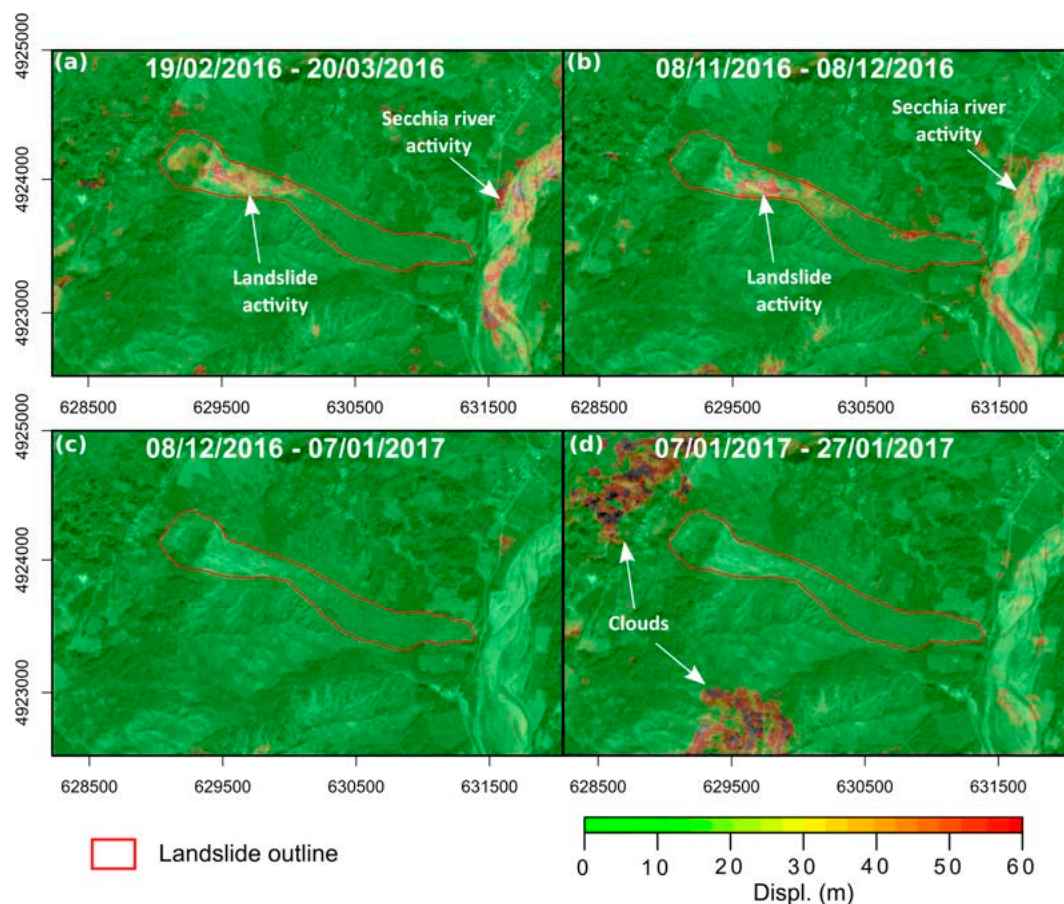 (a)
19/02/2016 - 20/03/2016
Secchia river
activity
Landslide
activity
(b)
08/11/2016 - 08/12/2016
Secchia river
activity
Landslide
activity
4925000
4924000
4923000
628500
629500
630500
631500
628500
629500
630500
631500
(c)
08/12/2016 - 07/01/2017
(d)
07/01/2017 - 27/01/2017
Clouds
4925000
4924000
4923000
628500
629500
630500
631500
628500
629500
630500
631500
Landslide outline
0
10
20
30
40
50
60
Displ. (m)